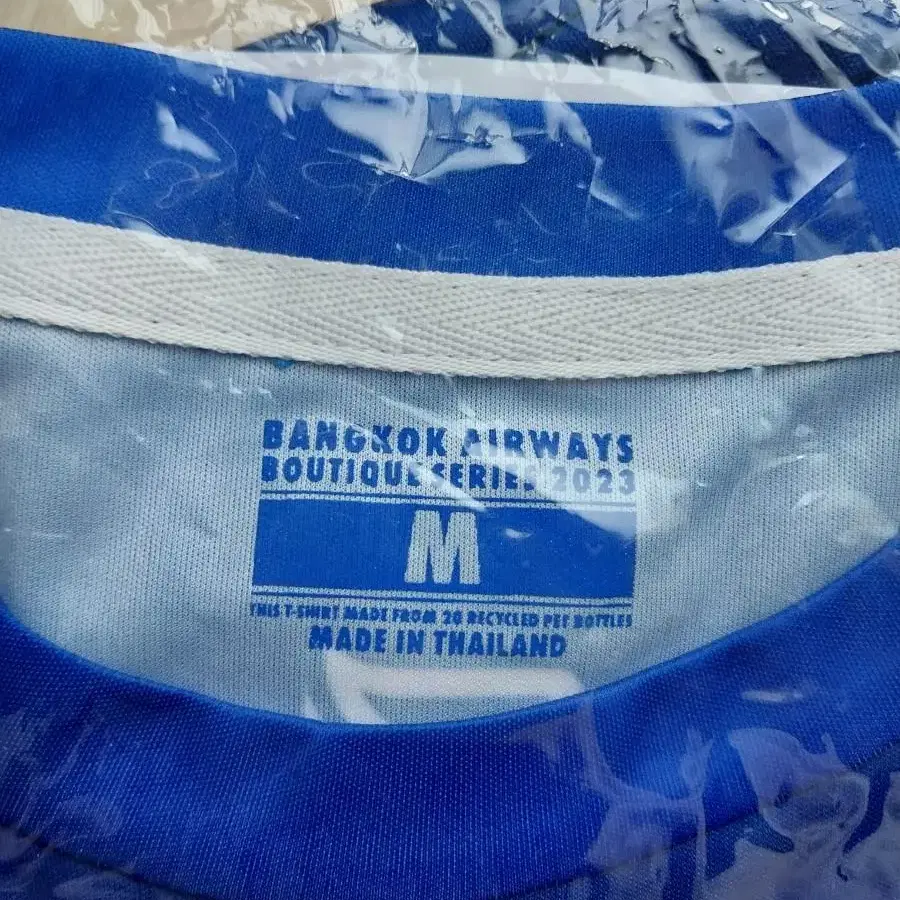 BANGKOK AIRWAYS
BOUTIQUE SERIES 2023
M
THIS T-SHIRT MADE FROM 20 RECYCLED PET BOTTLES
MADE IN THAILAND